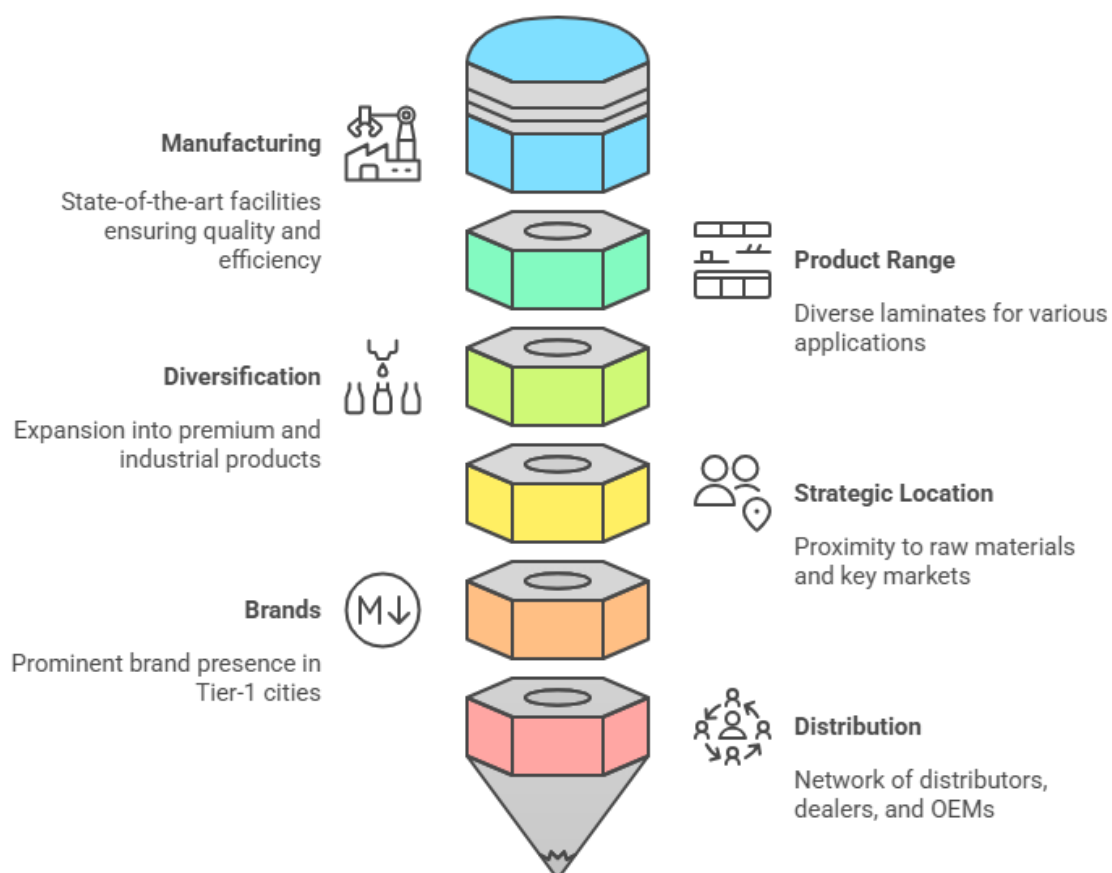 Manufacturing
State-of-the-art facilities
ensuring quality and
efficiency
Product Range
Diverse laminates for various
applications
Diversification
Expansion into premium and
industrial products
Strategic Location
Proximity to raw materials
and key markets
Brands
M↓
Prominent brand presence in
Tier-1 cities
Distribution
Network of distributors,
dealers, and OEMs